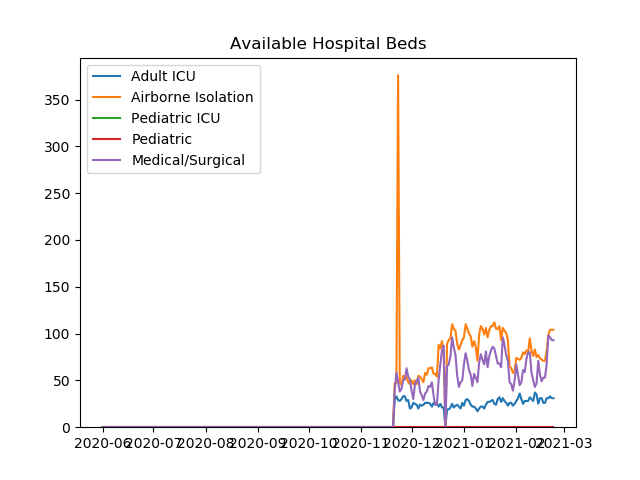 Available Hospital Beds
Adult ICU
Airborne Isolation
Pediatric ICU
Pediatric
Medical/Surgical
350
300
250
200
150
100
50
0
2020-06 2020-07 2020-08 2020-09 2020-10 2020-11 2020-12 2021-01 2021-02 2021-03